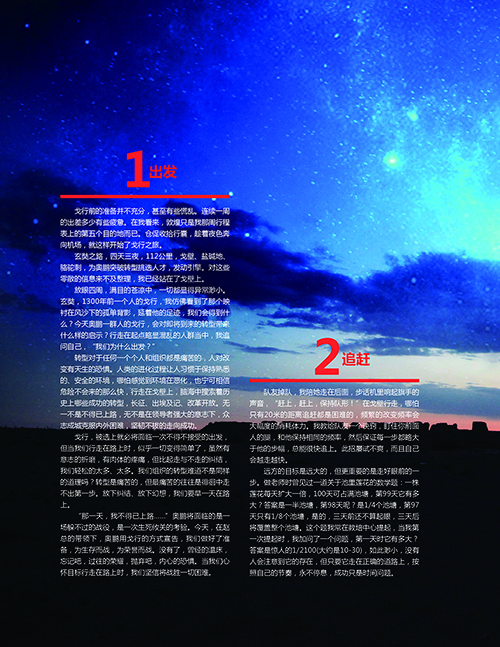 1出发
戈行前的准备并不充分，甚至有些慌乱。连续一周
的出差多少有些疲惫。在我看来，敦煌只是我那周行程
表上的第五个目的地而已。仓促收拾行囊，趁着夜色奔
向机场，就这样开始了戈行之旅。
玄奘之路，四天三夜，112公里，戈壁、盐碱地、
骆驼刺，为奥鹏突破转型挑选人才，发动引擎。对这些
零散的信息来不及整理，我已经站在了戈壁上。
放眼四周，满目的苍凉中，一切都显得异常渺小。
玄奘，1300年前一个人的戈行，我仿佛看到了那个映
衬在风沙下的孤单背影，延着他的足迹，我们会得到什
么？今天奥鹏一群人的戈行，会对即将到来的转型带来
什么样的启示？行走在起点略显混乱的人群当中，我追
问自己，“我们为什么出发？”
转型对于任何一个个人和组织都是痛苦的，人对改
变有天生的恐惧。人类的进化过程让人习惯于保持熟悉
的、安全的环境，哪怕感觉到环境在恶化，也宁可相信
危险不会来的那么快，行走在戈壁上，脑海中搜索着历
史上哪些成功的转型，长征、出埃及记、改革开放。无
一不是不得已上路，无不是在领导者强大的意志下，众
志成城克服内外困难，坚韧不拔的走向成功。
戈行，被选上就必将面临一次不得不接受的出发，
但当我们行走在路上时，似乎一切变得简单了，虽然有
意志的折磨，有肉体的疼痛，但比起走与不走的纠结，
我们轻松的太多、太多。我们组织的转型难道不是同样
的道理吗？转型是痛苦的，但最痛苦的往往是徘徊中走
不出第一步。放下纠结、放下幻想，我们要早一天在路
上。
“那一天，我不得已上路……”奥鹏将面临的是一
场躲不过的战役，是一次生死攸关的考验。今天，在赵
总的带领下，奥鹏用戈行的方式宣告，我们做好了准
备，为生存而战，为荣誉而战。没有了，曾经的温床，
忘记吧，过往的荣耀，抛弃吧，内心的恐惧。当我们心
怀目标行走在路上时，我们坚信将战胜一切困难。
2追赶
队友掉队，我陪她走在后面，步话机里响起旗手的
声音，“赶上，赶上，保持队形！”在戈壁行走，哪怕
只有20米的距离追赶都是困难的，频繁的改变频率会
大幅度的消耗体力。我教给队友一个诀窍，盯住你前面
人的腿，和他保持相同的频率，然后保证每一步都略大
于他的步幅，总能很快追上。此招屡试不爽，而且自己
会越走越快。
远方的目标是远大的，但更重要的是走好眼前的一
步。做老师时曾见过一道关于池里莲花的数学题：一株
莲花每天扩大一倍，100天可占满池塘，第99天它有多
大？答案是一半池塘，第98天呢？是1/4个池塘，第97
天只有1/8个池塘，是的，三天前还不算起眼，三天后
将覆盖整个池塘。这个题我常在教培中心提起，当我第
一次提起时，我加问了一个问题，第一天时它有多大？
答案是惊人的1/2100(大约是10-30)，如此渺小，没有
人会注意到它的存在，但只要它走在正确的道路上，按
照自己的节奏，永不停息，成功只是时间问题。